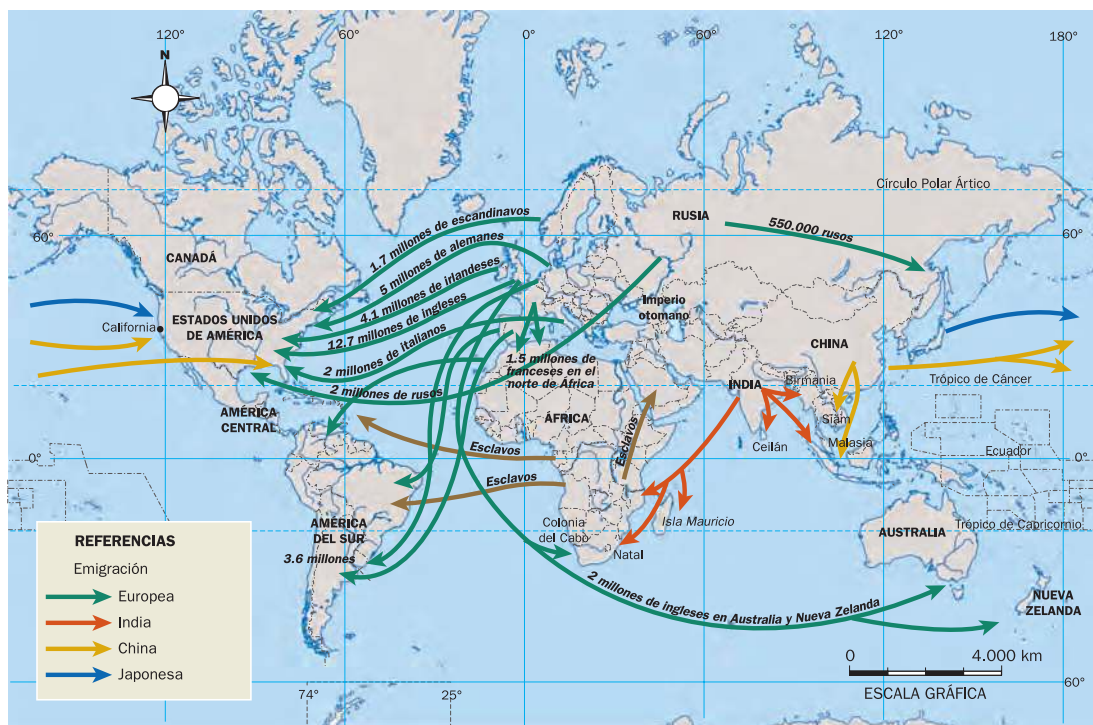 120°
60°
0°
60°
120°
180°
N
Círculo Polar Ártico
RUSIA
550.000 rusos
60°
60°
1.7 millones de escandinavos
5 millones de alemanes
4.1 millones de irlandeses
12.7 millones de ingleses
2 millones de italianos
2 millones de rusos
CANADÁ
ESTADOS UNIDOS
DE AMÉRICA
California
Imperio
otomano
CHINA
1.5 millones de
franceses en el
norte de África
INDIA
Birmania
Trópico de Cáncer
Siam
AMÉRICA
CENTRAL
ÁFRICA
Esclavos
Esclavos
Esclavos
Ceilán
Malasia
Ecuador
0°
0°
AMÉRICA
DEL SUR
3.6 millones
Colonia
del Cabo
Isla Mauricio
Natal
Trópico de Capricornio
AUSTRALIA
2 millones de ingleses en Australia y Nueva Zelanda
NUEVA
ZELANDA
REFERENCIAS
Emigración
Europea
India
China
Japonesa
0
4.000 km
ESCALA GRÁFICA
60°
74°
25°